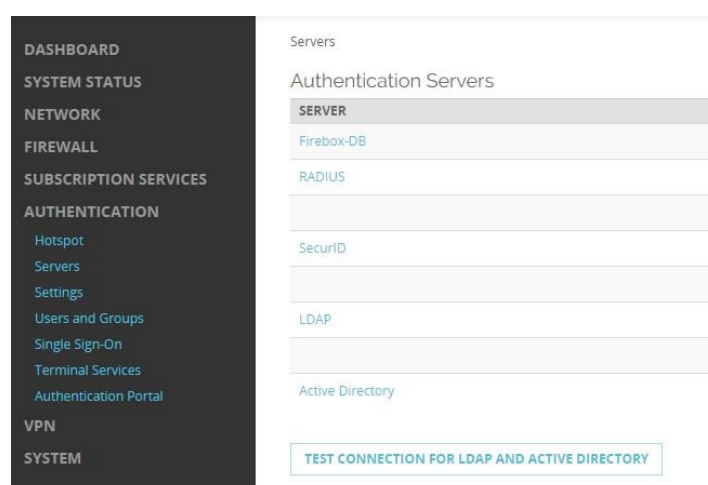 DASHBOARD
SYSTEM STATUS
NETWORK
FIREWALL
SUBSCRIPTION SERVICES
AUTHENTICATION
Hotspot
Servers
Settings
Users and Groups
Single Sign-On
Terminal Services
Authentication Portal
VPN
SYSTEM
Servers
Authentication Servers
SERVER
Firebox-DB
RADIUS
SecurID
LDAP
Active Directory
TEST CONNECTION FOR LDAP AND ACTIVE DIRECTORY